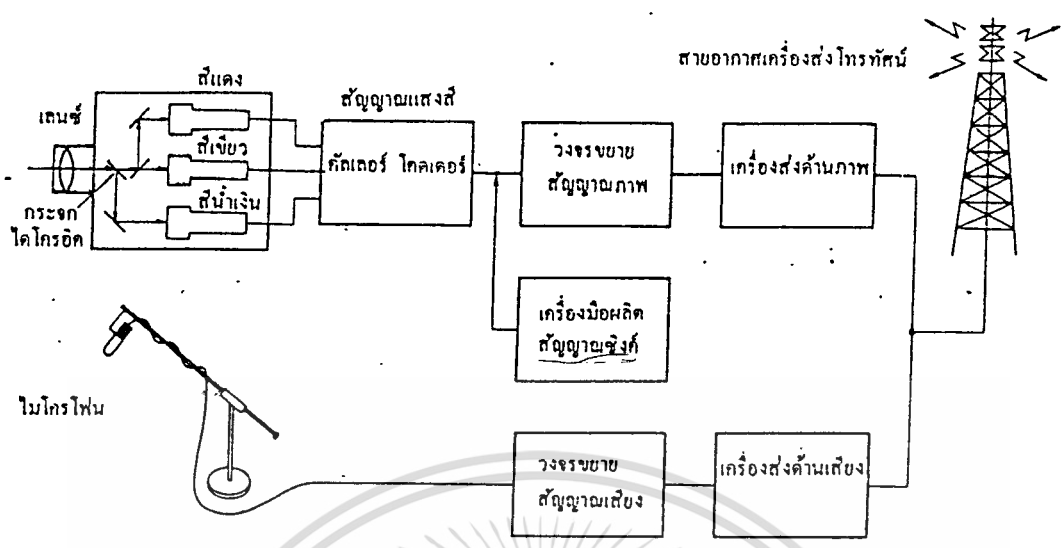 สายอากาศเครื่องส่งโทรทัศน์
สีแดง
สัญญาณแสงสี
เลนซ์
สีเขียว
คัลเลอร์ โคดเดอร์
วงจรขยาย
สัญญาณภาพ
เครื่องส่งด้านภาพ
สีน้ำเงิน
กระจก
ไดโครอิค
เครื่องมือผลิต
สัญญาณซิงค์
ไมโครโฟน
วงจรขยาย
สัญญาณเสียง
เครื่องส่งด้านเสียง